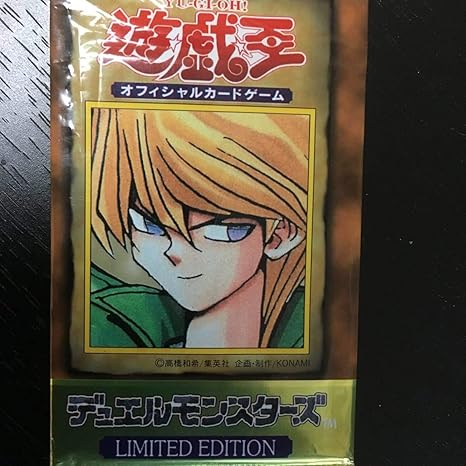 YU-GI-OH!
遊戯王
オフィシャルカードゲーム
©高橋和希/集英社 企画・制作/KONAMI
デュエルモンスターズ™
LIMITED EDITION